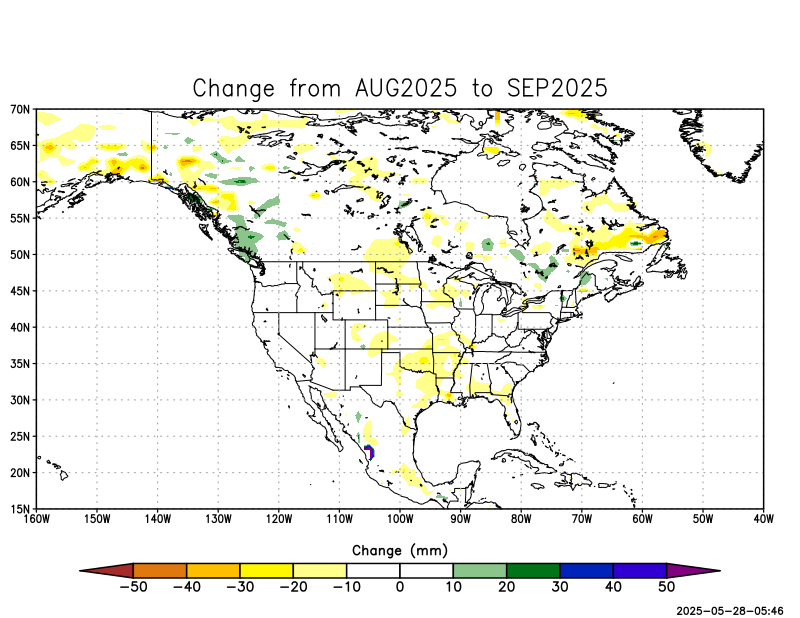 Change from AUG2025 to SEP2025
70N
65N
60N
55N
50N
45N
40N
35N
30N
25N
20N
15N
160W 150W 140W 130W 120W 110W 100W 90W 80W 70W 60W 50W 40W
Change (mm)
−50 −40 −30 −20 −10 0 10 20 30 40 50
2025-05-28-05:46